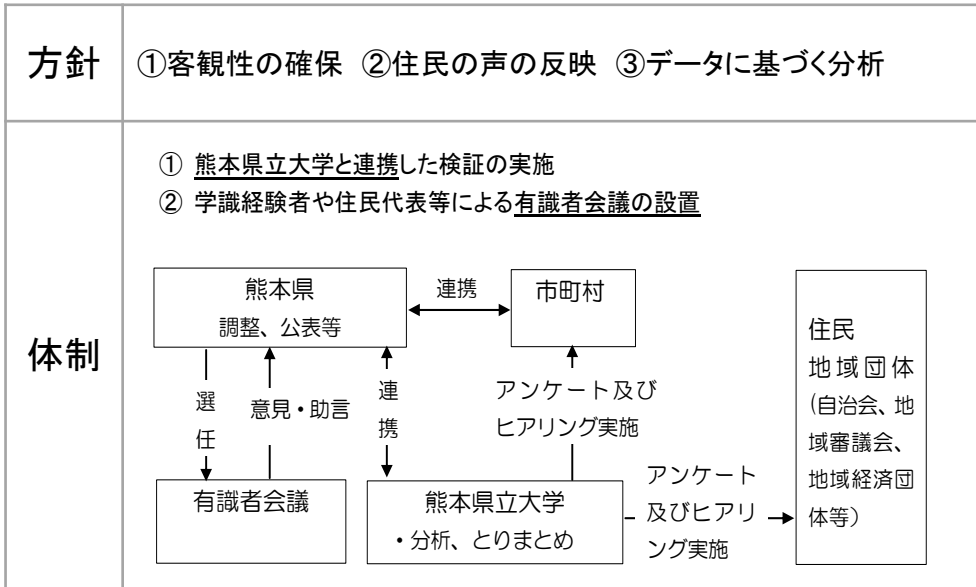 方針
①客観性の確保 ②住民の声の反映 ③データに基づく分析
体制
① 熊本県立大学と連携した検証の実施
② 学識経験者や住民代表等による有識者会議の設置
熊本県
調整、公表等
連携
市町村
住民
地域団体
(自治会、地
域審議会、
地域経済団
体等)
選
任
意見・助言
連
携
アンケート及び
ヒアリング実施
有識者会議
熊本県立大学
・分析、とりまとめ
アンケート
及びヒアリ
ング実施